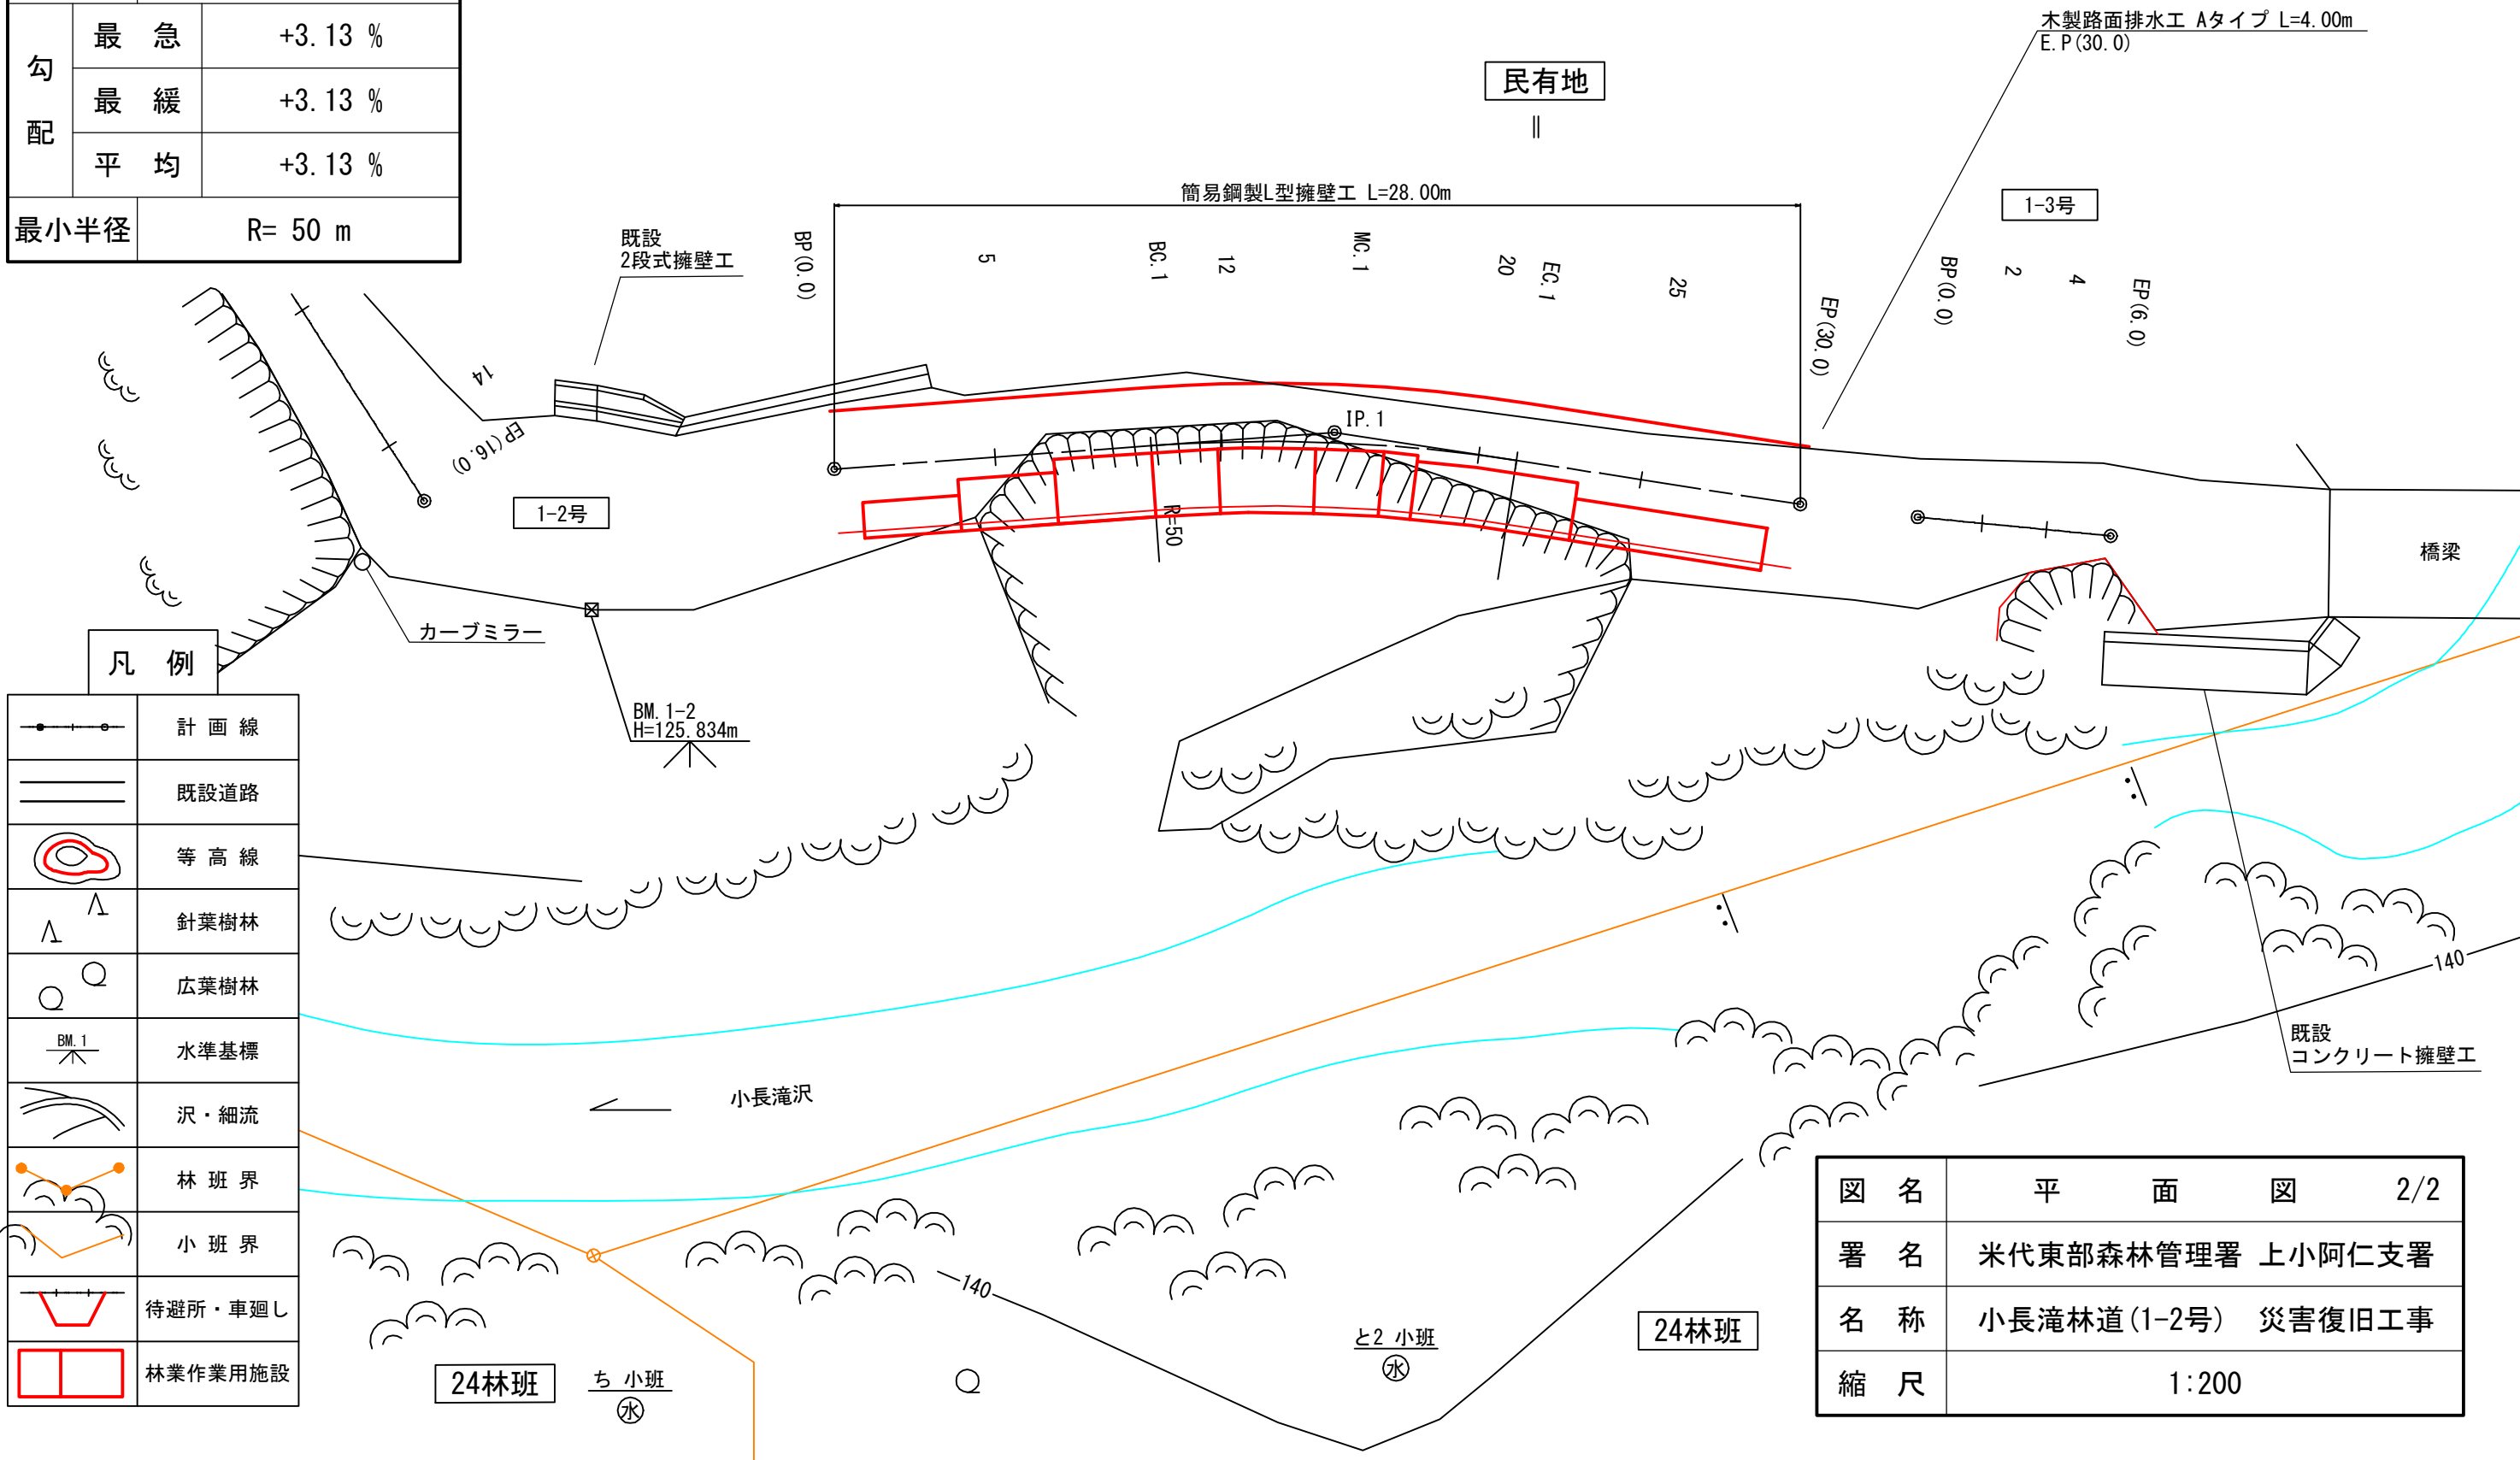 勾配
最 急 +3.13 %
最 緩 +3.13 %
平 均 +3.13 %
最小半径 R= 50 m
木製路面排水工 Aタイプ L=4.00m
E.P(30.0)
民有地
簡易鋼製L型擁壁工 L=28.00m
1-3号
既設
2段式擁壁工
BP(0.0)
5
BC.1
12
MC.1
20
EC.1
25
EP(30.0)
BP(0.0)
2
4
EP(6.0)
14
EP(16.0)
IP.1
1-2号
R=50
橋梁
カーブミラー
BM.1-2
H=125.834m
凡 例
計 画 線
既設道路
等 高 線
針葉樹林
広葉樹林
BM.1 水準基標
沢・細流
林 班 界
小 班 界
待避所・車廻し
林業作業用施設
小長滝沢
140
既設
コンクリート擁壁工
140
24林班
ち 小班
水
と2 小班
水
24林班
図 名 平 面 図 2/2
署 名 米代東部森林管理署 上小阿仁支署
名 称 小長滝林道(1-2号) 災害復旧工事
縮 尺 1:200